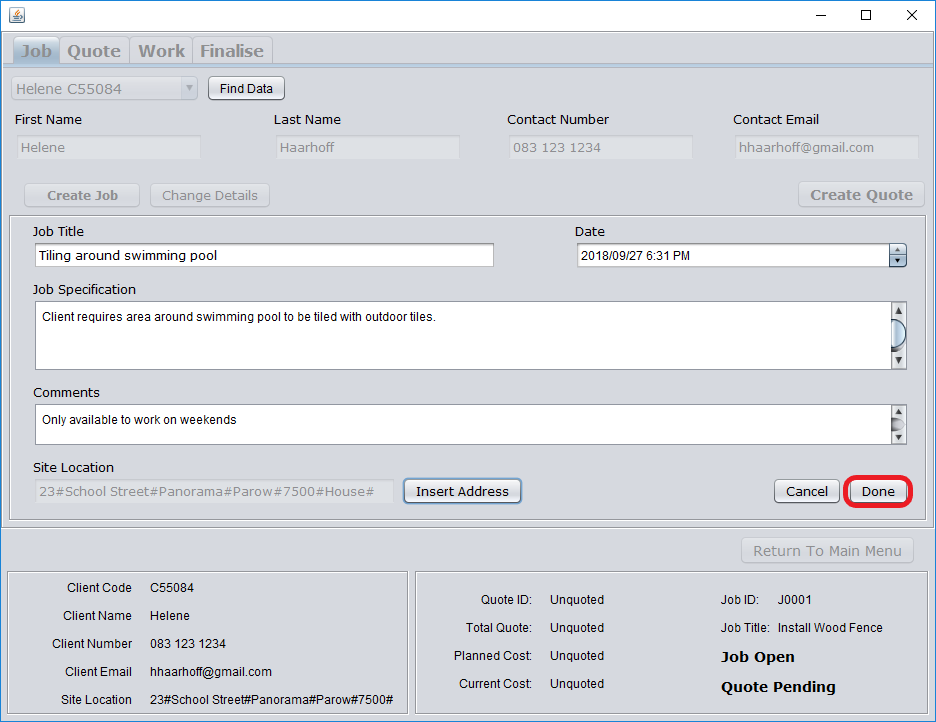 Job Quote Work Finalise
Helene C55084 Find Data
First Name Last Name Contact Number Contact Email
Helene Haarhoff 083 123 1234 hhaarhoff@gmail.com
Create Job Change Details Create Quote
Job Title Date
Tiling around swimming pool 2018/09/27 6:31 PM
Job Specification
Client requires area around swimming pool to be tiled with outdoor tiles.
Comments
Only available to work on weekends
Site Location
23#School Street#Panorama#Parow#7500#House# Insert Address Cancel Done
Return To Main Menu
Client Code C55084
Client Name Helene
Client Number 083 123 1234
Client Email hhaarhoff@gmail.com
Site Location 23#School Street#Panorama#Parow#7500#
Quote ID: Unquoted Job ID: J0001
Total Quote: Unquoted Job Title: Install Wood Fence
Planned Cost: Unquoted Job Open
Current Cost: Unquoted Quote Pending